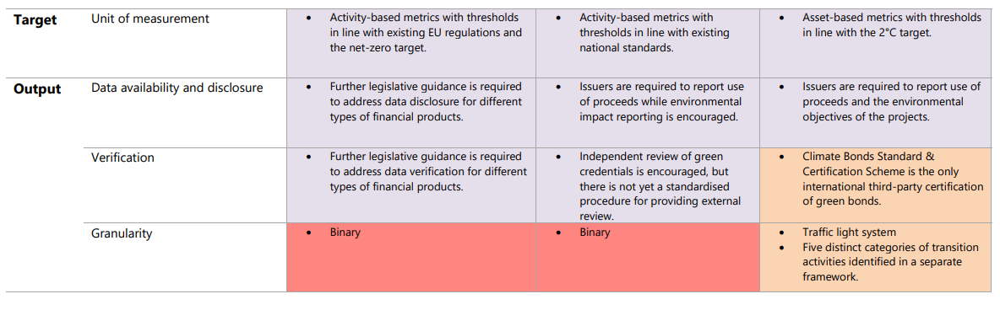 Target
Unit of measurement
• Activity-based metrics with thresholds
in line with existing EU regulations and
the net-zero target.
• Activity-based metrics with
thresholds in line with existing
national standards.
• Asset-based metrics with thresholds
in line with the 2°C target.
Output
Data availability and disclosure
• Further legislative guidance is required
to address data disclosure for different
types of financial products.
• Issuers are required to report use
of proceeds while environmental
impact reporting is encouraged.
• Issuers are required to report use of
proceeds and the environmental
objectives of the projects.
Verification
• Further legislative guidance is required
to address data verification for different
types of financial products.
• Independent review of green
credentials is encouraged, but
there is not yet a standardised
procedure for providing external
review.
• Climate Bonds Standard &
Certification Scheme is the only
international third-party certification
of green bonds.
Granularity
• Binary
• Binary
• Traffic light system
• Five distinct categories of transition
activities identified in a separate
framework.